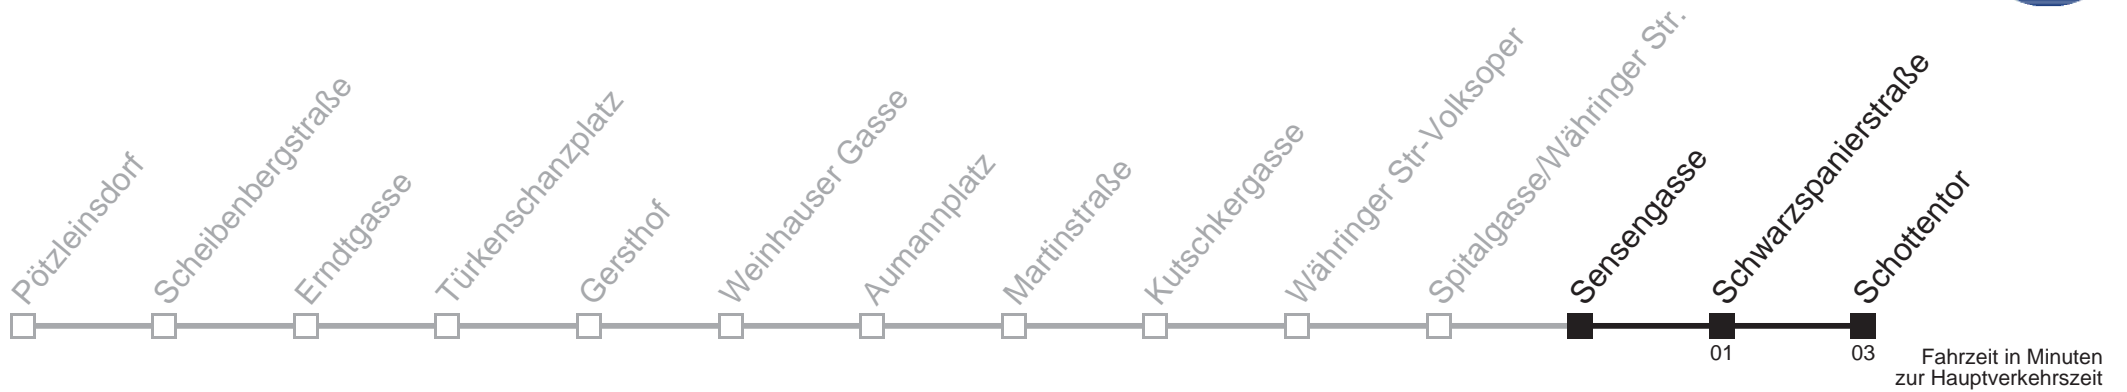 Pötzleinsdorf
Scheibenbergstraße
Erndtgasse
Türkenschanzplatz
Gersthof
Weinhauser Gasse
Aumannplatz
Martinstraße
Kutschkergasse
Währinger Str-Volksoper
Spitalgasse/Währinger Str.
Sensengasse
Schwarzspanierstraße
Schottentor
01
03
Fahrzeit in Minuten
zur Hauptverkehrszeit